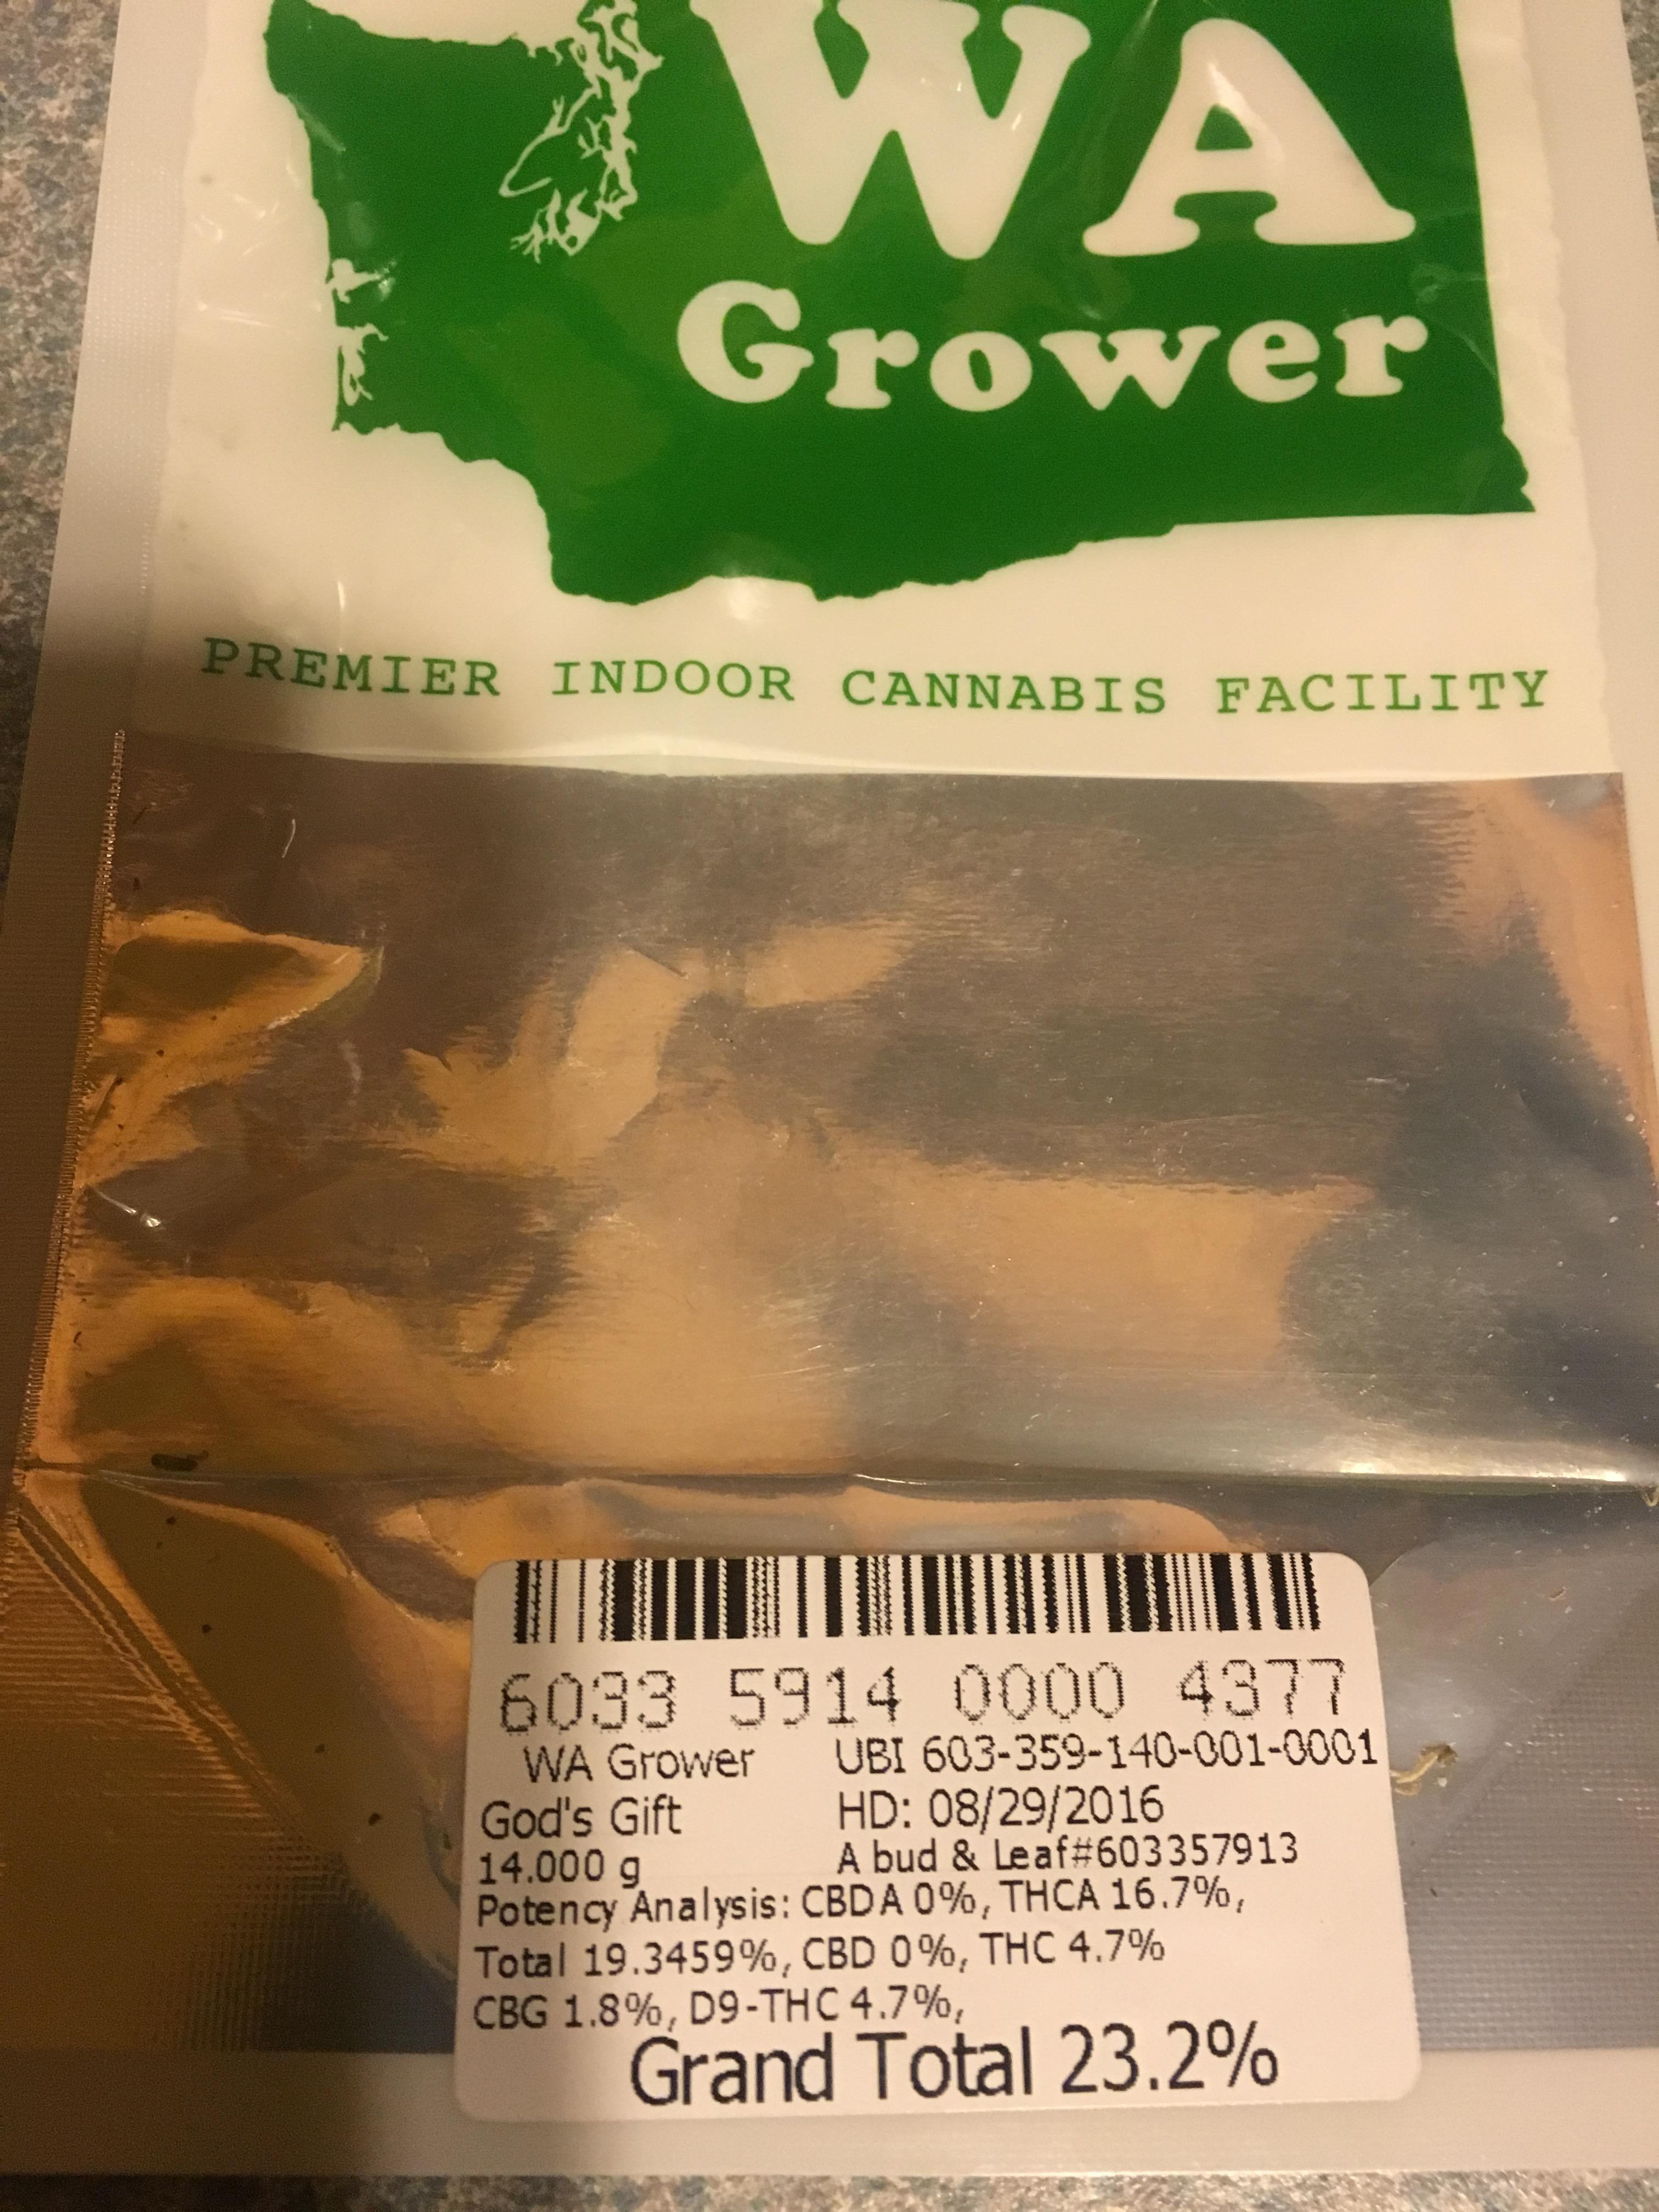 WA
Grower
PREMIER INDOOR CANNABIS FACILITY
6033 5914 0000 4377
WA Grower UBI 603-359-140-001-0001
God's Gift HD: 08/29/2016
14.000 g A bud & Leaf#603357913
Potency Analysis: CBDA 0%, THCA 16.7%,
Total 19.3459%, CBD 0%, THC 4.7%
CBG 1.8%, D9-THC 4.7%,
Grand Total 23.2%